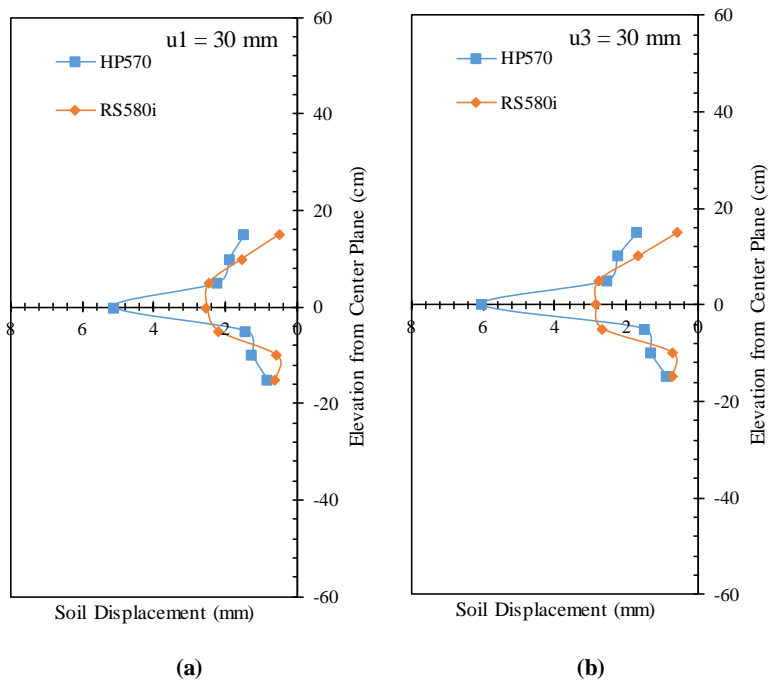 u1 = 30 mm
HP570
RS580i
60
40
20
0
-20
-40
-60
8
6
4
2
0
Elevation from Center Plane (cm)
Soil Displacement (mm)
(a)
u3 = 30 mm
HP570
RS580i
60
40
20
0
-20
-40
-60
8
6
4
2
0
Elevation from Center Plane (cm)
Soil Displacement (mm)
(b)